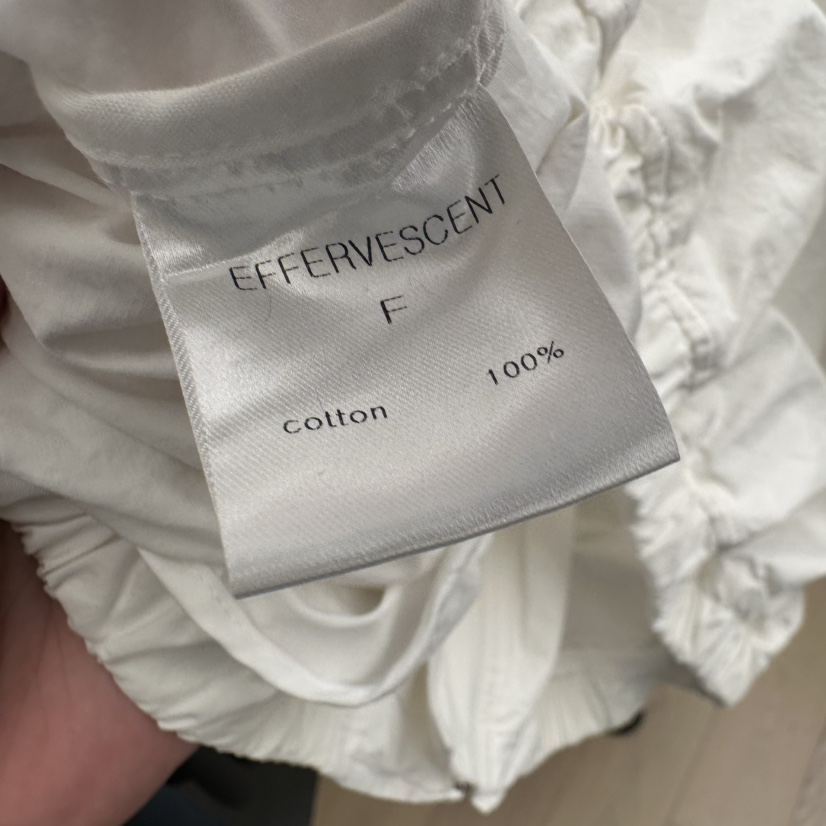 EFFERVESCENT
F
cotton 100%